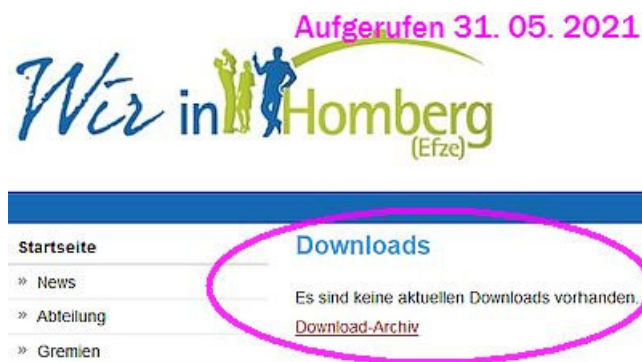 Aufgerufen 31. 05. 2021
Wir in Homberg
(Efze)
Startseite
» News
» Abteilung
» Gremien
Downloads
Es sind keine aktuellen Downloads vorhanden.
Download-Archiv